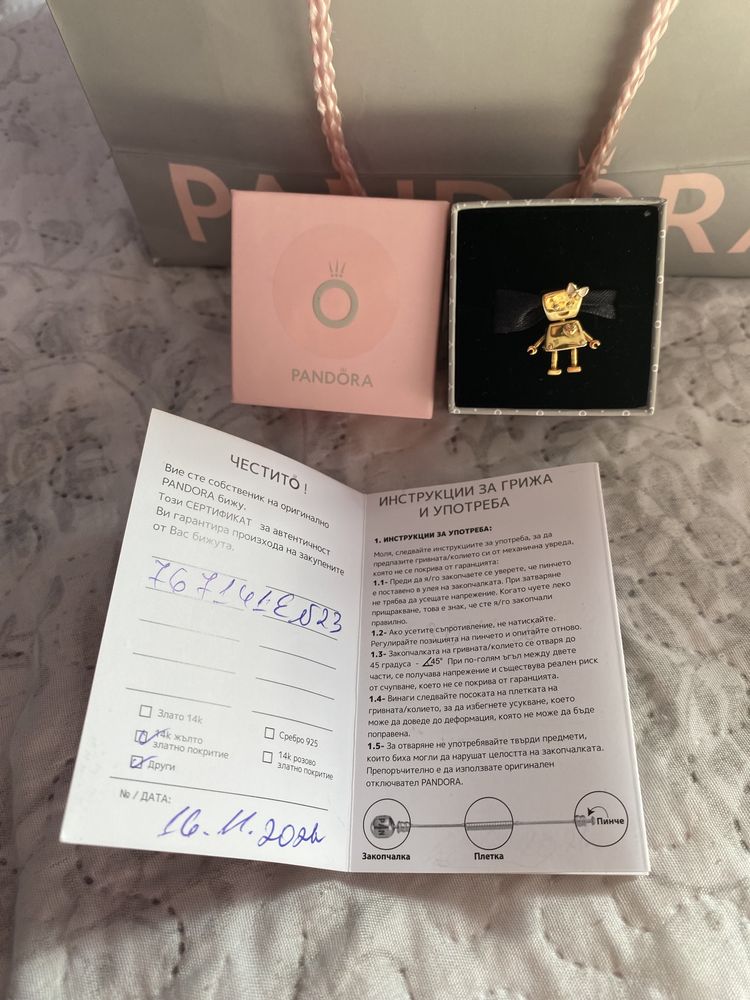 PANDORA
PANDORA
ЧЕСТИТО !
Вие сте собственик на оригинално
PANDORA бижу.
Този СЕРТИФИКАТ за автентичност
Ви гарантира произхода на закупените
от Вас бижута.
Злато 14k
14k жълто
златно покритие
Други
Сребро 925
14k розово
златно покритие
№ / ДАТА:
16.11.2024
ИНСТРУКЦИИ ЗА ГРИЖА
И УПОТРЕБА
1. ИНСТРУКЦИИ ЗА УПОТРЕБА:
Моля, следвайте инструкциите за употреба, за да
предпазите гривната/колието си от механична увреда,
която не се покрива от гаранцията:
1.1- Преди да я/го закопчаете се уверете, че пинчето
е поставено в улея на закопчалката. При затваряне
не трябва да усещате напрежение. Когато чуете леко
прищракване, това е знак, че сте я/го закопчали
правилно.
1.2- Ако усетите съпротивление, не натискайте.
Регулирайте позицията на пинчето и опитайте отново.
1.3- Закопчалката на гривната/колието се отваря до
45 градуса - ∠45° При по-голям ъгъл между двете
части, се получава напрежение и съществува реален риск
от счупване, което не се покрива от гаранцията.
1.4- Винаги следвайте посоката на плетката на
гривната/колието, за да избегнете усукване, което
може да доведе до деформация, която не може да бъде
поправена.
1.5- За отваряне не употребявайте твърди предмети,
които биха могли да нарушат целостта на закопчалката.
Препоръчително е да използвате оригинален
отключвател PANDORA.
Закопчалка
Плетка
Пинче